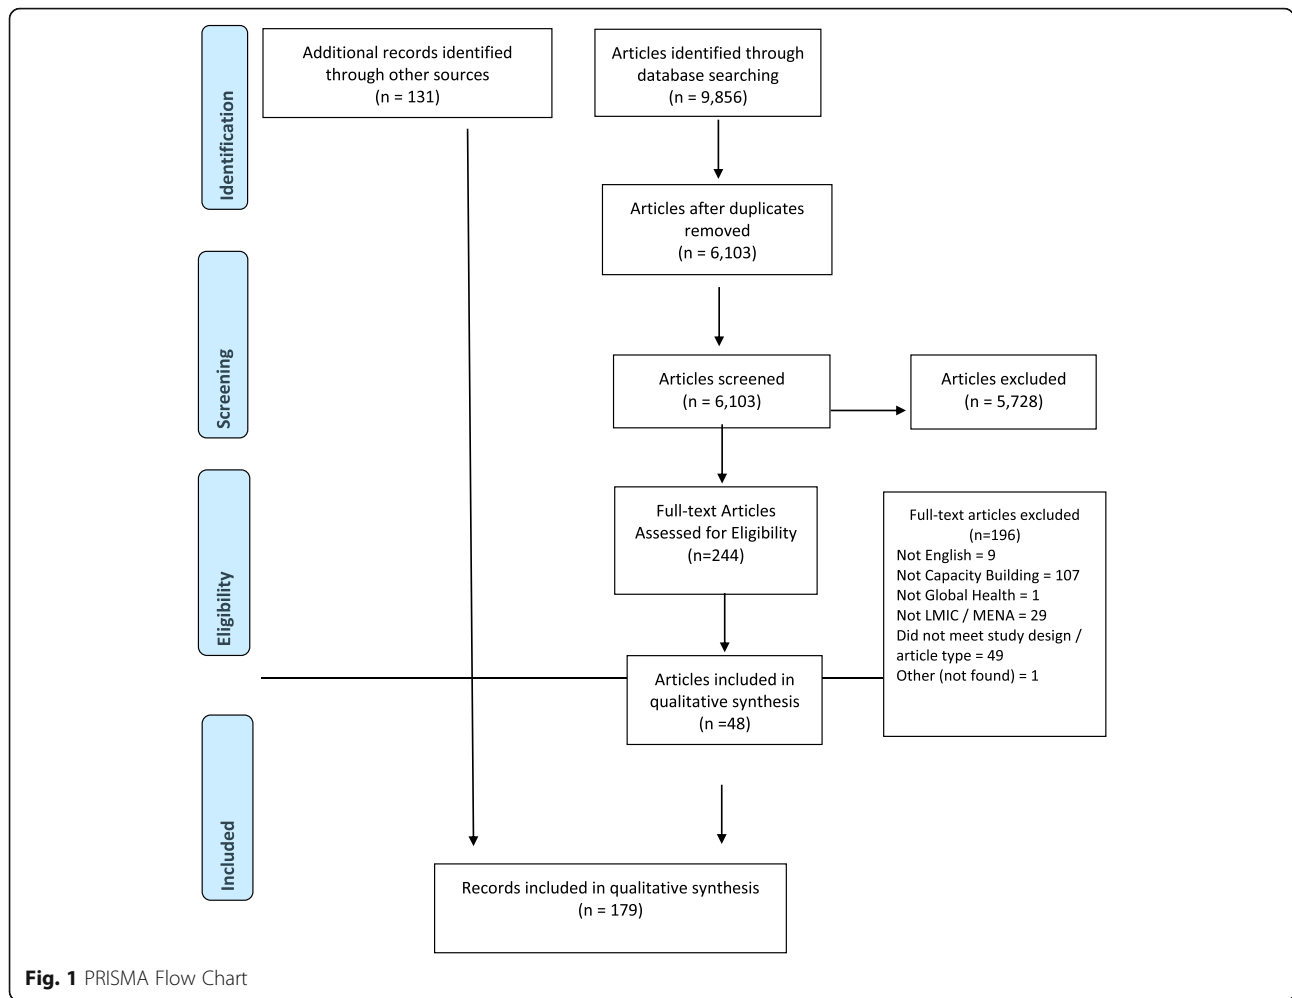 Identification
Additional records identified
through other sources
(n = 131)
Articles identified through
database searching
(n = 9,856)
Articles after duplicates
removed
(n = 6,103)
Screening
Articles screened
(n = 6,103)
Articles excluded
(n = 5,728)
Eligibility
Full-text Articles
Assessed for Eligibility
(n=244)
Full-text articles excluded
(n=196)
Not English = 9
Not Capacity Building = 107
Not Global Health = 1
Not LMIC / MENA = 29
Did not meet study design /
article type = 49
Other (not found) = 1
Articles included in
qualitative synthesis
(n =48)
Included
Records included in qualitative synthesis
(n = 179)
Fig. 1 PRISMA Flow Chart